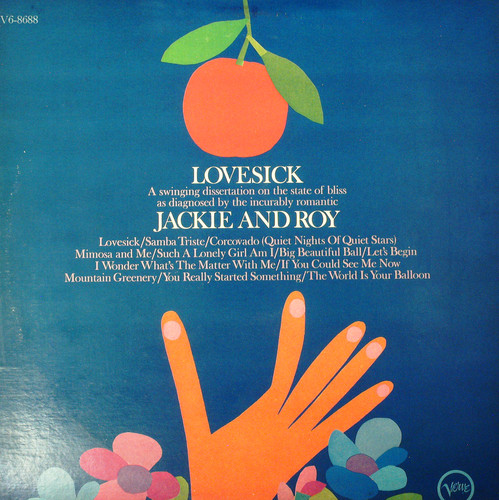 V6-8688
LOVESICK
A swinging dissertation on the state of bliss
as diagnosed by the incurably romantic
JACKIE AND ROY
Lovesick/Samba Triste/Corcovado (Quiet Nights Of Quiet Stars)
Mimosa and Me/Such A Lonely Girl Am I/Big Beautiful Ball/Let's Begin
I Wonder What's The Matter With Me/If You Could See Me Now
Mountain Greenery/You Really Started Something/The World Is Your Balloon
Verve